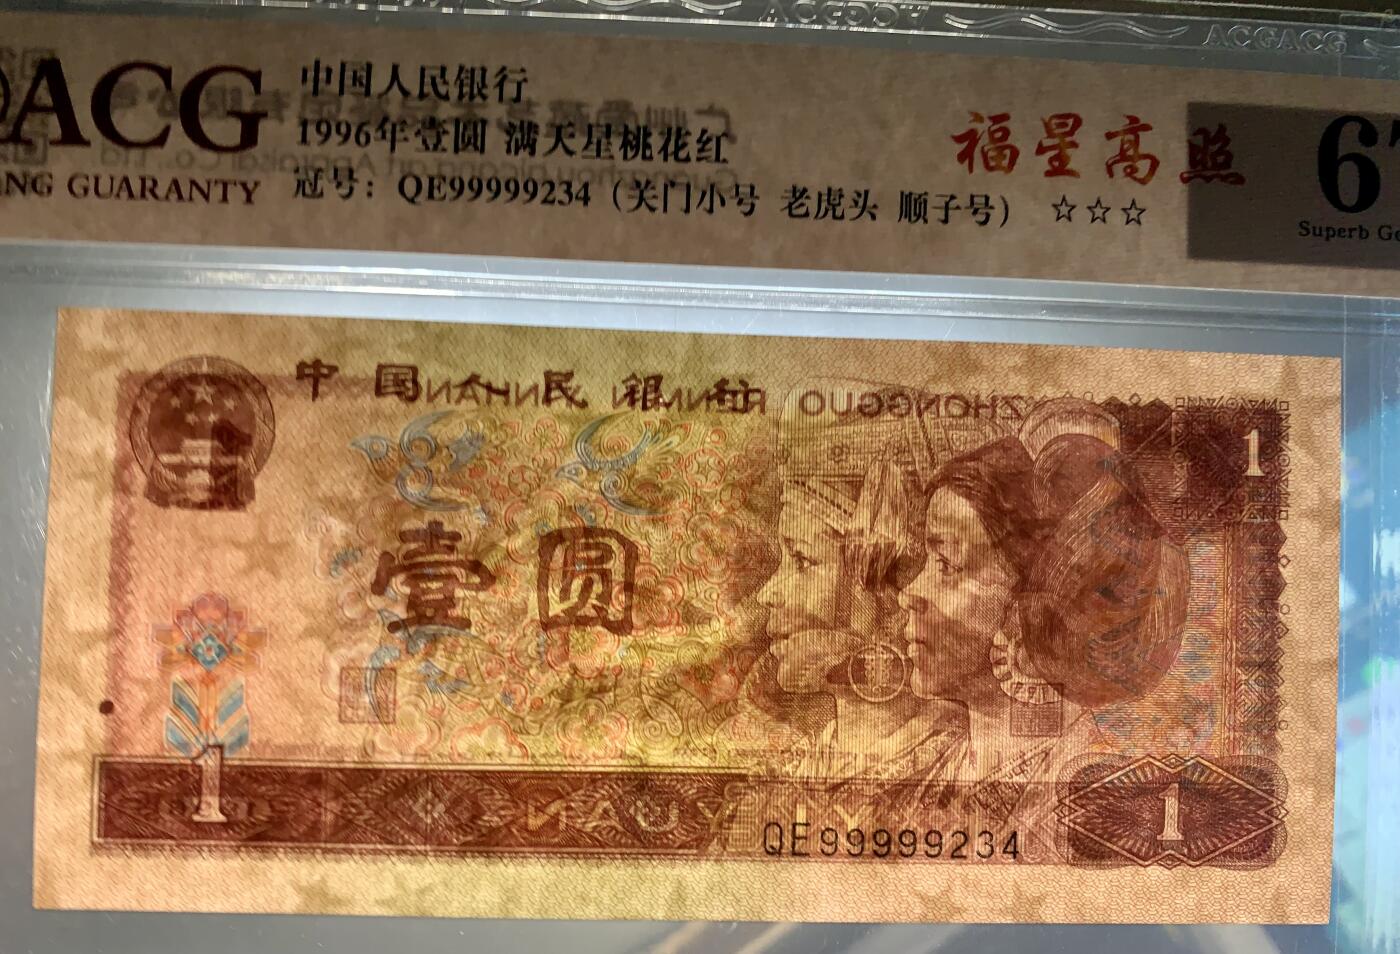 ACGACG
ACG
中国人民银行
1996年壹圆 满天星桃花红
冠号：QE99999234（关门小号 老虎头 顺子号） ☆☆☆
NG GUARANTY
福星高照
67
Superb Ge
中国人民银行
ZHONGGUO RENMIN YINHANG
1
壹圆
1
YI YUAN
1
QE99999234